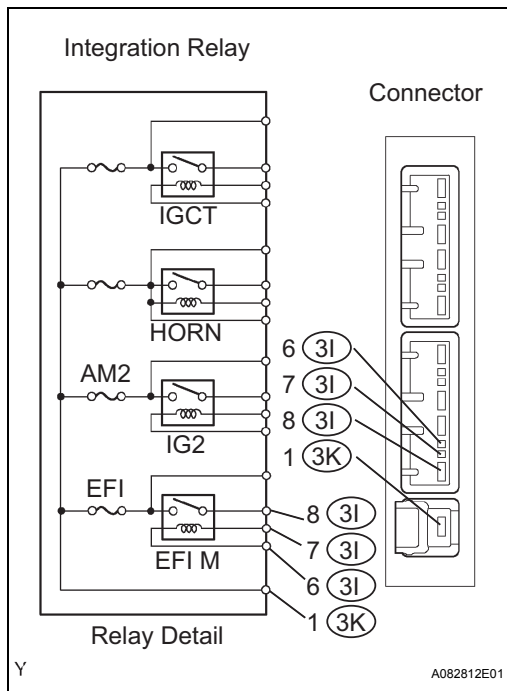 Integration Relay
Connector
IGCT
HORN
AM2
IG2
EFI
EFI M
6 3I
7 3I
8 3I
1 3K
8 3I
7 3I
6 3I
1 3K
Relay Detail
Y
A082812E01